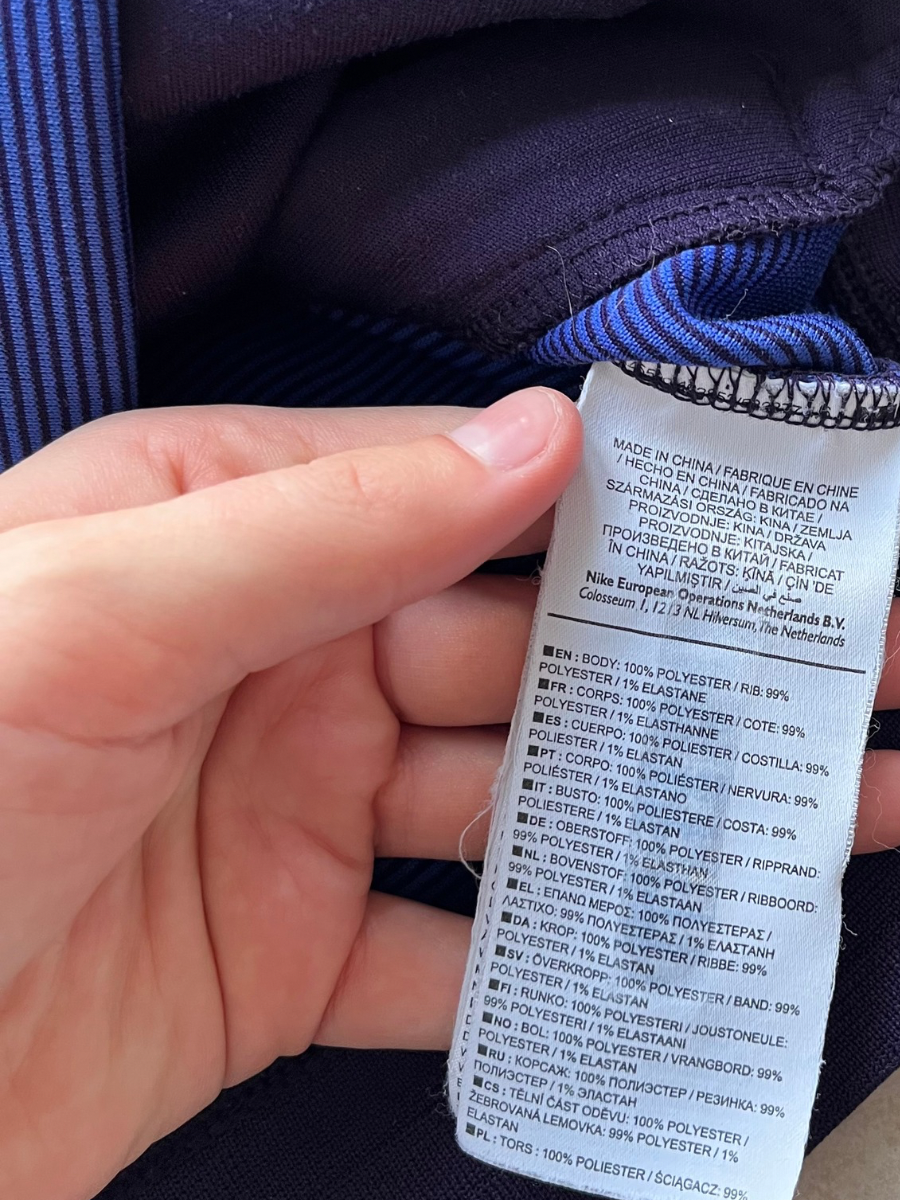 MADE IN CHINA / FABRIQUE EN CHINE
/ HECHO EN CHINA / FABRICADO NA
CHINA / СДЕЛАНО В КИТАЕ /
SZÁRMAZÁSI ORSZÁG: KÍNA / ZEMLJA
PROIZVODNJE: KINA / DRŽAVA
PROIZVODNJE: KITAJSKA /
ПРОИЗВЕДЕНО В КИТАЙ / FABRICAT
ÎN CHINA / RAŽOTS: ĶĪNĀ / ÇİN 'DE
YAPILMIŞTIR / صنع في الصين
Nike European Operations Netherlands B.V.
Colosseum 1, 1213 NL Hilversum, The Netherlands
EN : BODY: 100% POLYESTER / RIB: 99%
POLYESTER / 1% ELASTANE
FR : CORPS: 100% POLYESTER / COTE: 99%
POLYESTER / 1% ELASTHANNE
ES : CUERPO: 100% POLIESTER / COSTILLA: 99%
POLIESTER / 1% ELASTAN
PT : CORPO: 100% POLIÉSTER / NERVURA: 99%
POLIÉSTER / 1% ELASTANO
IT : BUSTO: 100% POLIESTERE / COSTA: 99%
POLIESTERE / 1% ELASTAN
DE : OBERSTOFF: 100% POLYESTER / RIPPRAND:
99% POLYESTER / 1% ELASTHAN
NL : BOVENSTOF: 100% POLYESTER / RIBBOORD:
99% POLYESTER / 1% ELASTAAN
EL : ΕΠΑΝΩ ΜΕΡΟΣ: 100% ΠΟΛΥΕΣΤΕΡΑΣ /
ΛΑΣΤΙΧΟ: 99% ΠΟΛΥΕΣΤΕΡΑΣ / 1% ΕΛΑΣΤΑΝΗ
DA : KROP: 100% POLYESTER / RIBBE: 99%
POLYESTER / 1% ELASTAN
SV : ÖVERKROPP: 100% POLYESTER / BAND: 99%
POLYESTER / 1% ELASTAN
FI : RUNKO: 100% POLYESTERI / JOUSTONEULE:
99% POLYESTERI / 1% ELASTAANI
NO : BOL: 100% POLYESTER / VRANGBORD: 99%
POLYESTER / 1% ELASTAN
RU : КОРСАЖ: 100% ПОЛИЭСТЕР / РЕЗИНКА: 99%
ПОЛИЭСТЕР / 1% ЭЛАСТАН
CS : TĚLNÍ ČÁST ODĚVU: 100% POLYESTER /
ŽEBROVANÁ LEMOVKA: 99% POLYESTER / 1%
ELASTAN
PL : TORS : 100% POLIESTER / ŚCIĄGACZ: 99%